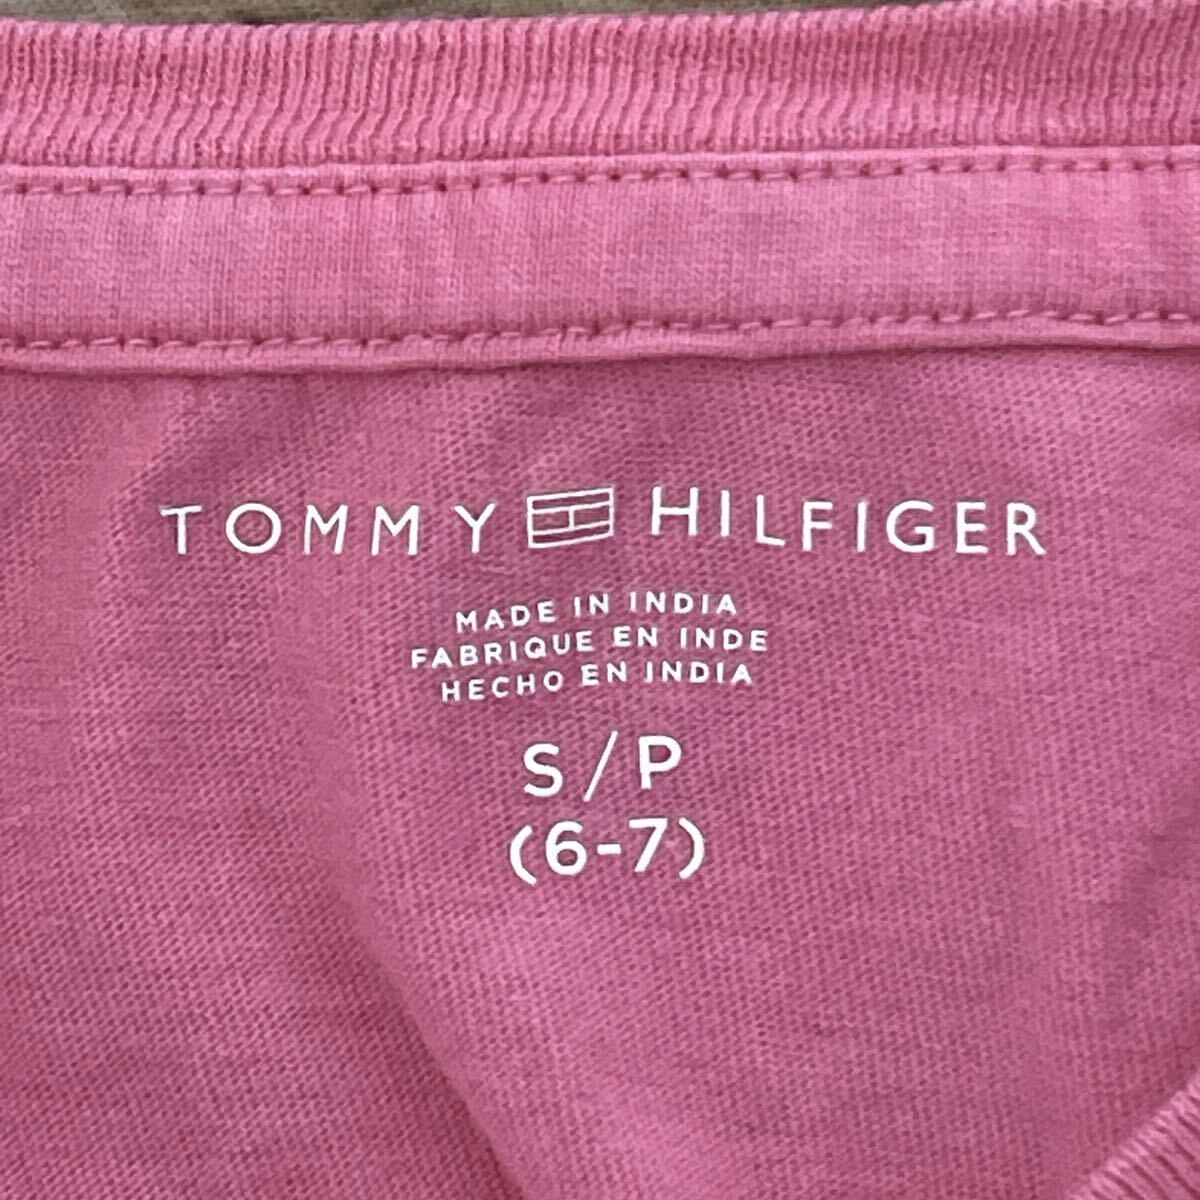 TOMMY HILFIGER
MADE IN INDIA
FABRIQUE EN INDE
HECHO EN INDIA
S/P
(6-7)